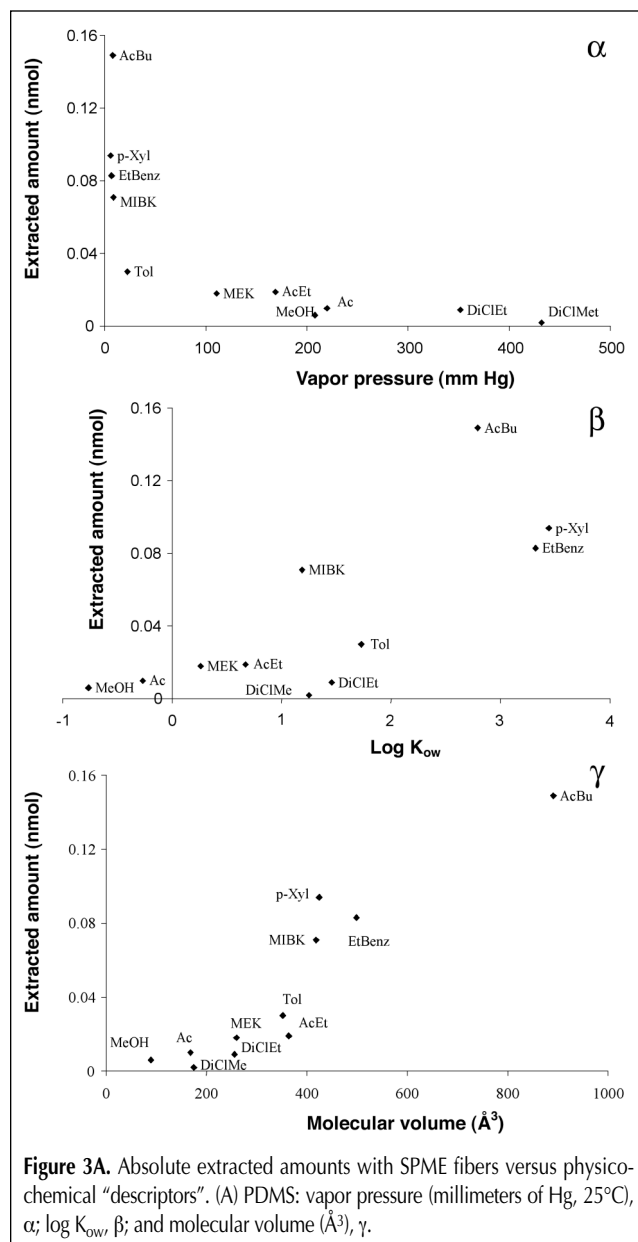 α
0.16
0.12
0.08
0.04
0
Extracted amount (nmol)
AcBu
p-Xyl
EtBenz
MIBK
Tol
MEK
AcEt
MeOH
Ac
DiClEt
DiClMet
0 100 200 300 400 500
Vapor pressure (mm Hg)
β
0.16
0.12
0.08
0.04
0
Extracted amount (nmol)
AcBu
p-Xyl
EtBenz
MIBK
Tol
MEK
AcEt
MeOH
Ac
DiClMe
DiClEt
-1 0 1 2 3 4
Log Kow
γ
0.16
0.12
0.08
0.04
0
Extracted amount (nmol)
AcBu
p-Xyl
MIBK
EtBenz
Tol
MEK
AcEt
MeOH
Ac
DiClEt
DiClMe
0 200 400 600 800 1000
Molecular volume (Å³)
Figure 3A. Absolute extracted amounts with SPME fibers versus physico-
chemical “descriptors”. (A) PDMS: vapor pressure (millimeters of Hg, 25°C),
α; log Kow, β; and molecular volume (Å³), γ.